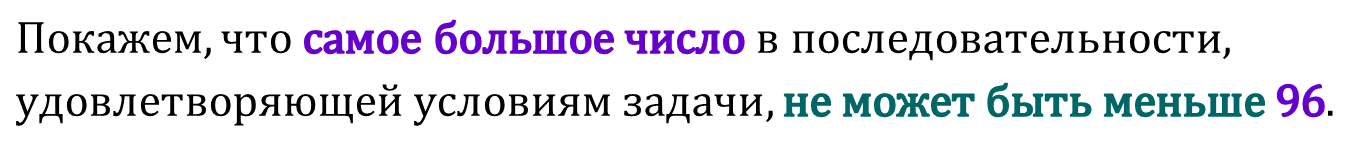 Покажем, что самое большое число в последовательности,
удовлетворяющей условиям задачи, не может быть меньше 96.